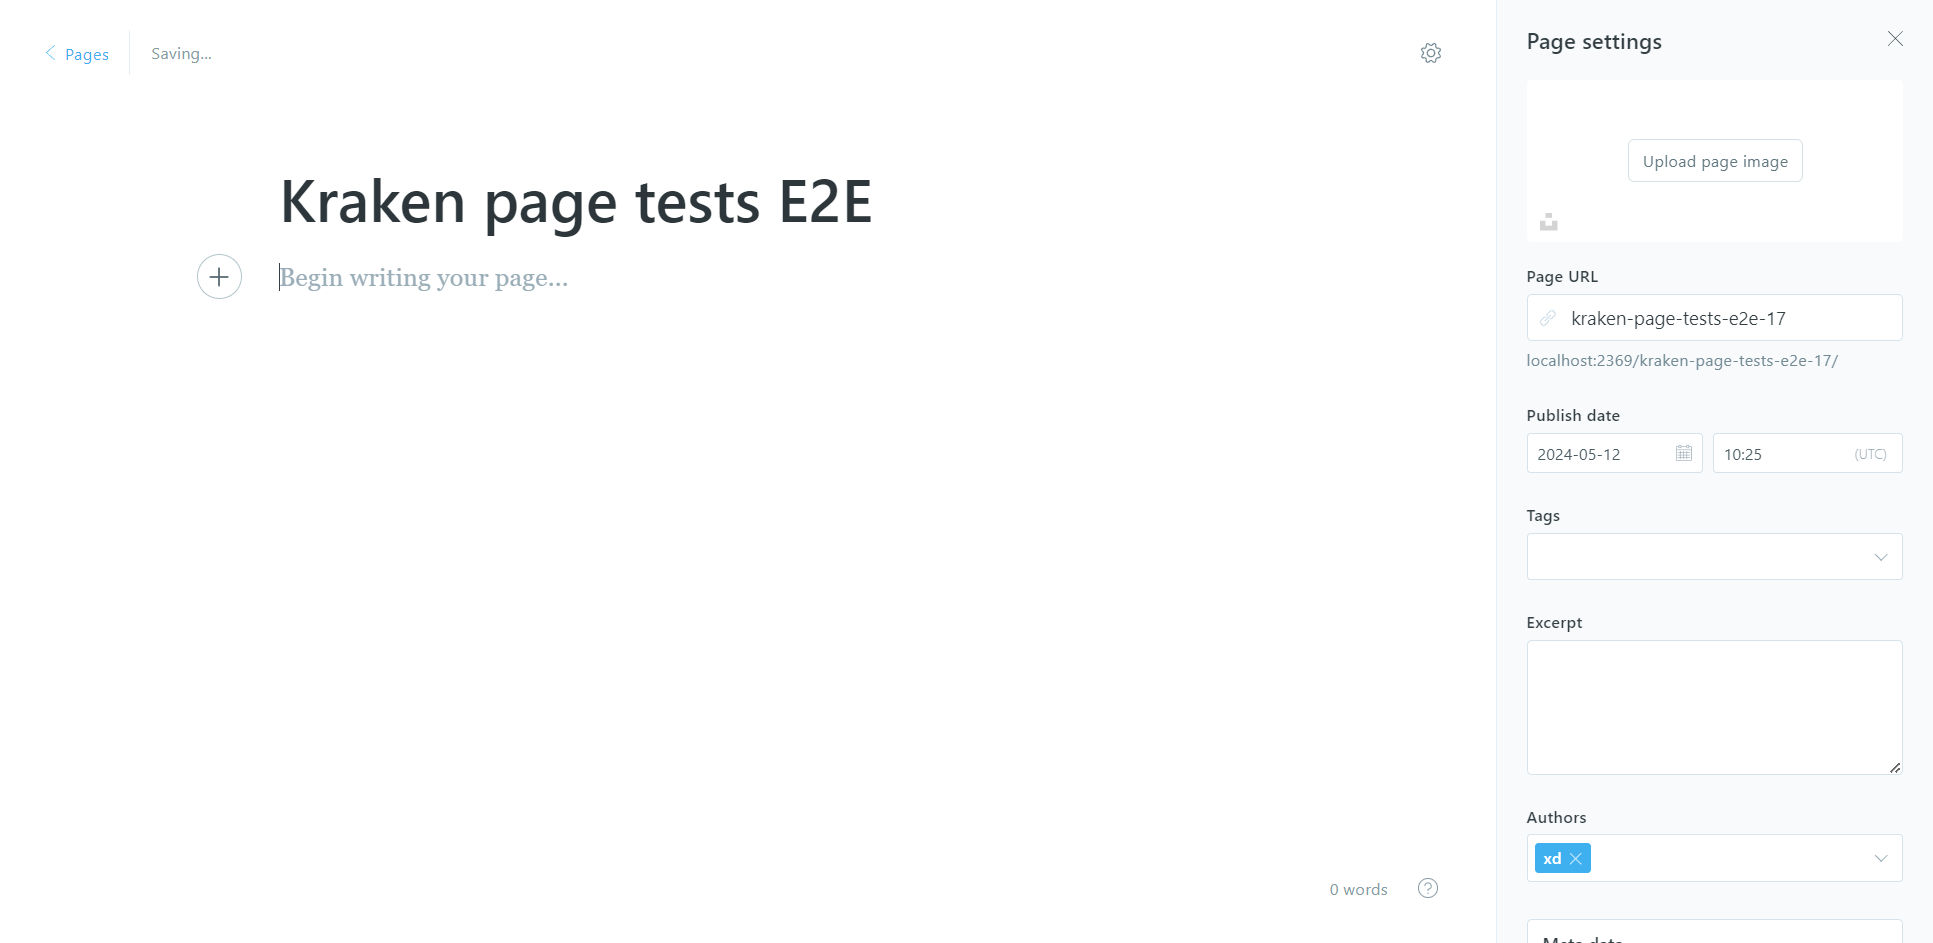 Pages
Saving...
Kraken page tests E2E
Begin writing your page...
0 words
Page settings
Upload page image
Page URL
kraken-page-tests-e2e-17
localhost:2369/kraken-page-tests-e2e-17/
Publish date
2024-05-12
10:25 (UTC)
Tags
Excerpt
Authors
xd
Meta data